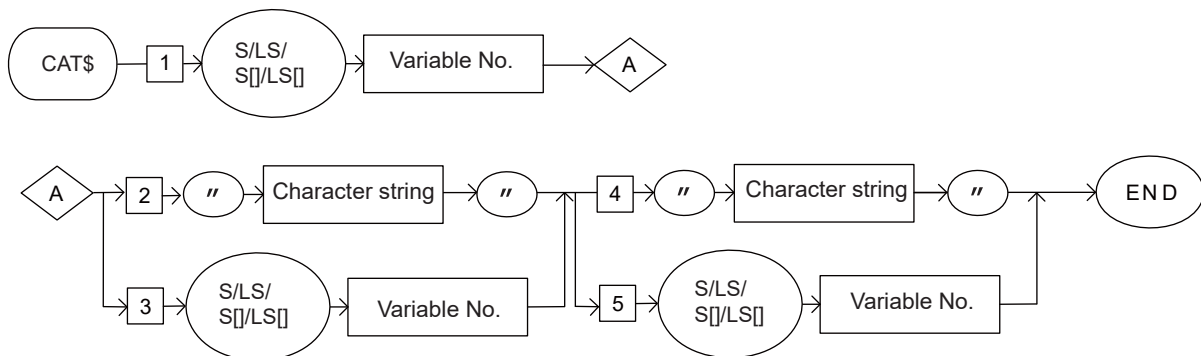 CAT$ 1 S/LS/ Variable No. A
S[]/LS[]
A 2 〃 Character string 〃 4 〃 Character string 〃 END
3 S/LS/ Variable No. 5 S/LS/ Variable No.
S[]/LS[] S[]/LS[]